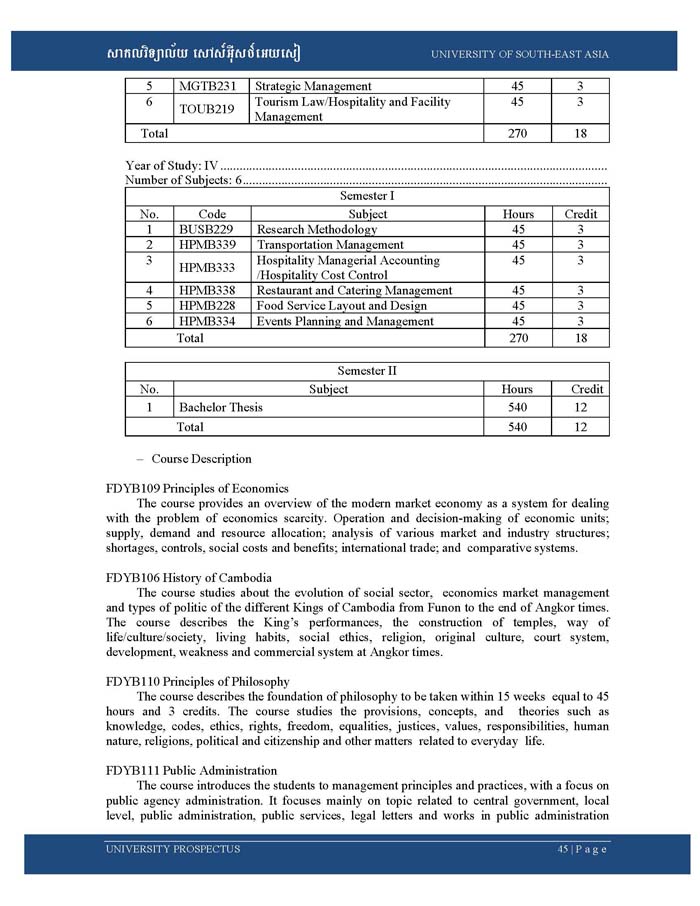 សាកលវិទ្យាល័យ សៅស៍អ៊ីសថ៍អេយសៀ UNIVERSITY OF SOUTH-EAST ASIA
5 MGTB231 Strategic Management 45 3
6 TOUB219 Tourism Law/Hospitality and Facility 45 3
Management
Total 270 18
Year of Study: IV
Number of Subjects: 6
Semester I
No. Code Subject Hours Credit
1 BUSB229 Research Methodology 45 3
2 HPMB339 Transportation Management 45 3
3 HPMB333 Hospitality Managerial Accounting 45 3
/Hospitality Cost Control
4 HPMB338 Restaurant and Catering Management 45 3
5 HPMB228 Food Service Layout and Design 45 3
6 HPMB334 Events Planning and Management 45 3
Total 270 18
Semester II
No. Subject Hours Credit
1 Bachelor Thesis 540 12
Total 540 12
– Course Description
FDYB109 Principles of Economics
The course provides an overview of the modern market economy as a system for dealing
with the problem of economics scarcity. Operation and decision-making of economic units;
supply, demand and resource allocation; analysis of various market and industry structures;
shortages, controls, social costs and benefits; international trade; and comparative systems.
FDYB106 History of Cambodia
The course studies about the evolution of social sector, economics market management
and types of politic of the different Kings of Cambodia from Funon to the end of Angkor times.
The course describes the King's performances, the construction of temples, way of
life/culture/society, living habits, social ethics, religion, original culture, court system,
development, weakness and commercial system at Angkor times.
FDYB110 Principles of Philosophy
The course describes the foundation of philosophy to be taken within 15 weeks equal to 45
hours and 3 credits. The course studies the provisions, concepts, and theories such as
knowledge, codes, ethics, rights, freedom, equalities, justices, values, responsibilities, human
nature, religions, political and citizenship and other matters related to everyday life.
FDYB111 Public Administration
The course introduces the students to management principles and practices, with a focus on
public agency administration. It focuses mainly on topic related to central government, local
level, public administration, public services, legal letters and works in public administration
UNIVERSITY PROSPECTUS 45 | P a g e